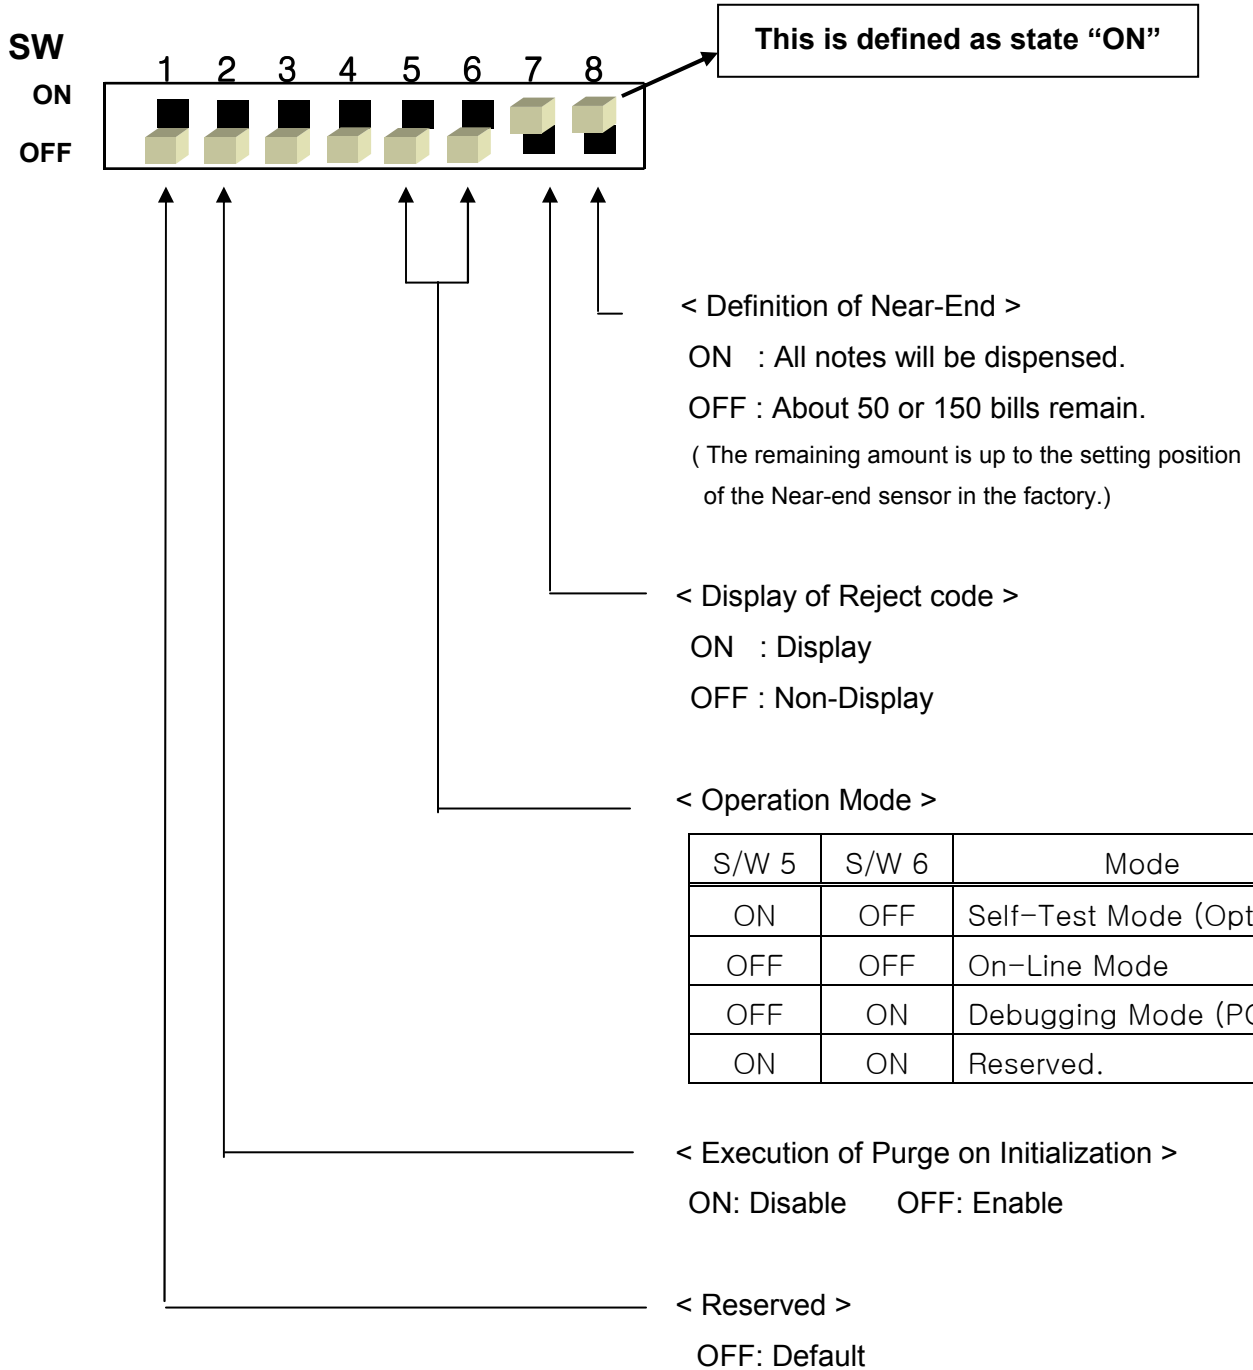 This is defined as state “ON”
SW
1 2 3 4 5 6 7 8
ON
OFF
< Definition of Near-End >
ON : All notes will be dispensed.
OFF : About 50 or 150 bills remain.
( The remaining amount is up to the setting position
of the Near-end sensor in the factory.)
< Display of Reject code >
ON : Display
OFF : Non-Display
< Operation Mode >
S/W 5 S/W 6 Mode
ON OFF Self-Test Mode
OFF OFF On-Line Mode
OFF ON Debugging Mode
ON ON Reserved.
< Execution of Purge on Initialization >
ON: Disable OFF: Enable
< Reserved >
OFF: Default